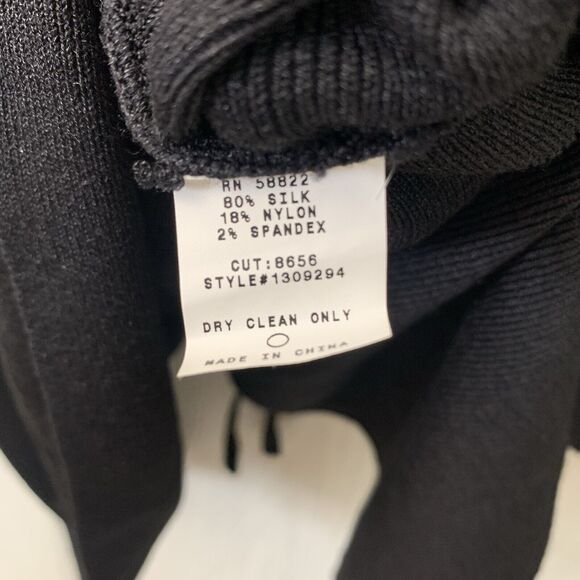 RN 58822
80% SILK
18% NYLON
2% SPANDEX
CUT:8656
STYLE#1309294
DRY CLEAN ONLY
MADE IN CHINA